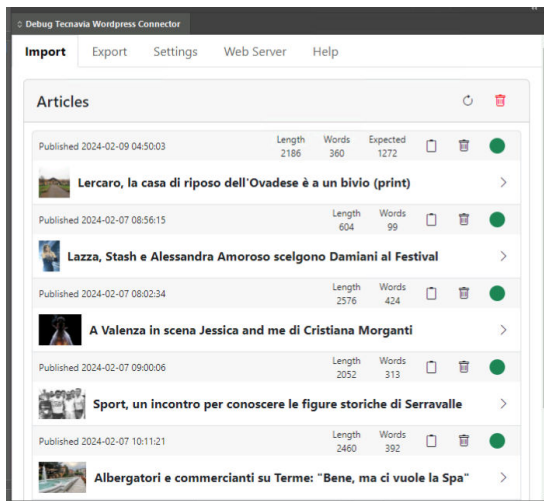 Debug Tecnavia Wordpress Connector
Import Export Settings Web Server Help
Articles
Published 2024-02-09 04:50:03 Length Words Expected
2186 360 1272
Lercaro, la casa di riposo dell'Ovadese è a un bivio (print)
Published 2024-02-07 08:56:15 Length Words
604 99
Lazza, Stash e Alessandra Amoroso scelgono Damiani al Festival
Published 2024-02-07 08:02:34 Length Words
2576 424
A Valenza in scena Jessica and me di Cristiana Morganti
Published 2024-02-07 09:00:06 Length Words
2052 313
Sport, un incontro per conoscere le figure storiche di Serravalle
Published 2024-02-07 10:11:21 Length Words
2460 392
Albergatori e commercianti su Terme: "Bene, ma ci vuole la Spa"